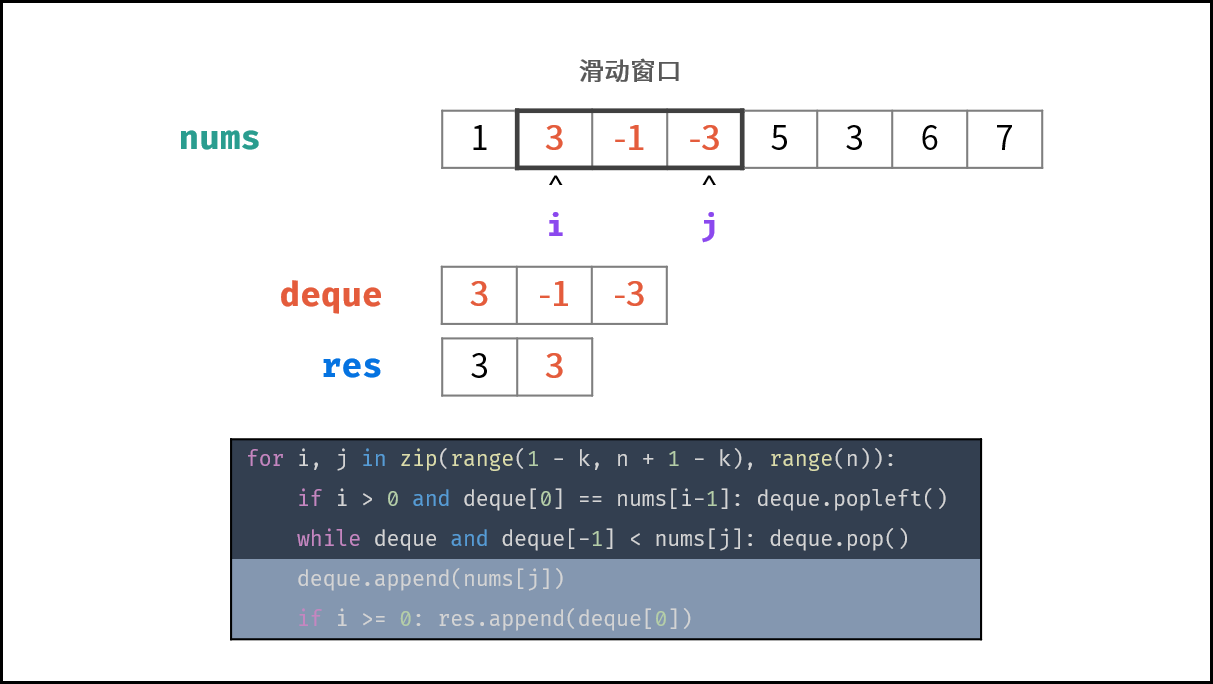 滑动窗口
nums 1 3 -1 -3 5 3 6 7
^ ^
i j
deque 3 -1 -3
res 3 3
for i, j in zip(range(1 - k, n + 1 - k), range(n)):
    if i > 0 and deque[0] == nums[i-1]: deque.popleft()
    while deque and deque[-1] < nums[j]: deque.pop()
    deque.append(nums[j])
    if i >= 0: res.append(deque[0])